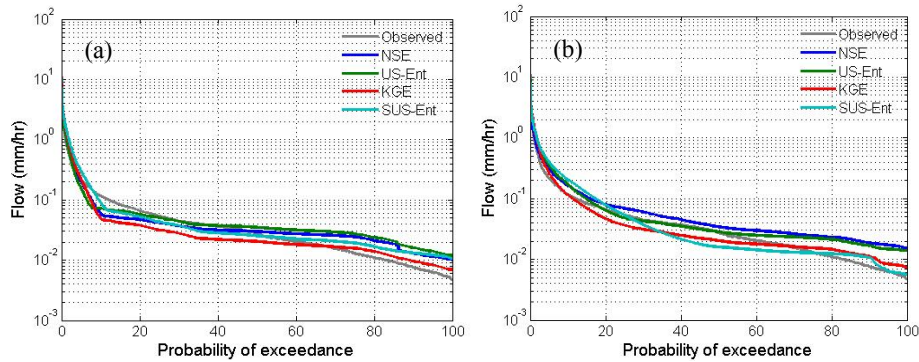 (a)
Observed
NSE
US-Ent
KGE
SUS-Ent
Flow (mm/hr)
10^2
10^1
10^0
10^-1
10^-2
10^-3
0 20 40 60 80 100
Probability of exceedance
(b)
Observed
NSE
US-Ent
KGE
SUS-Ent
Flow (mm/hr)
10^2
10^1
10^0
10^-1
10^-2
10^-3
0 20 40 60 80 100
Probability of exceedance